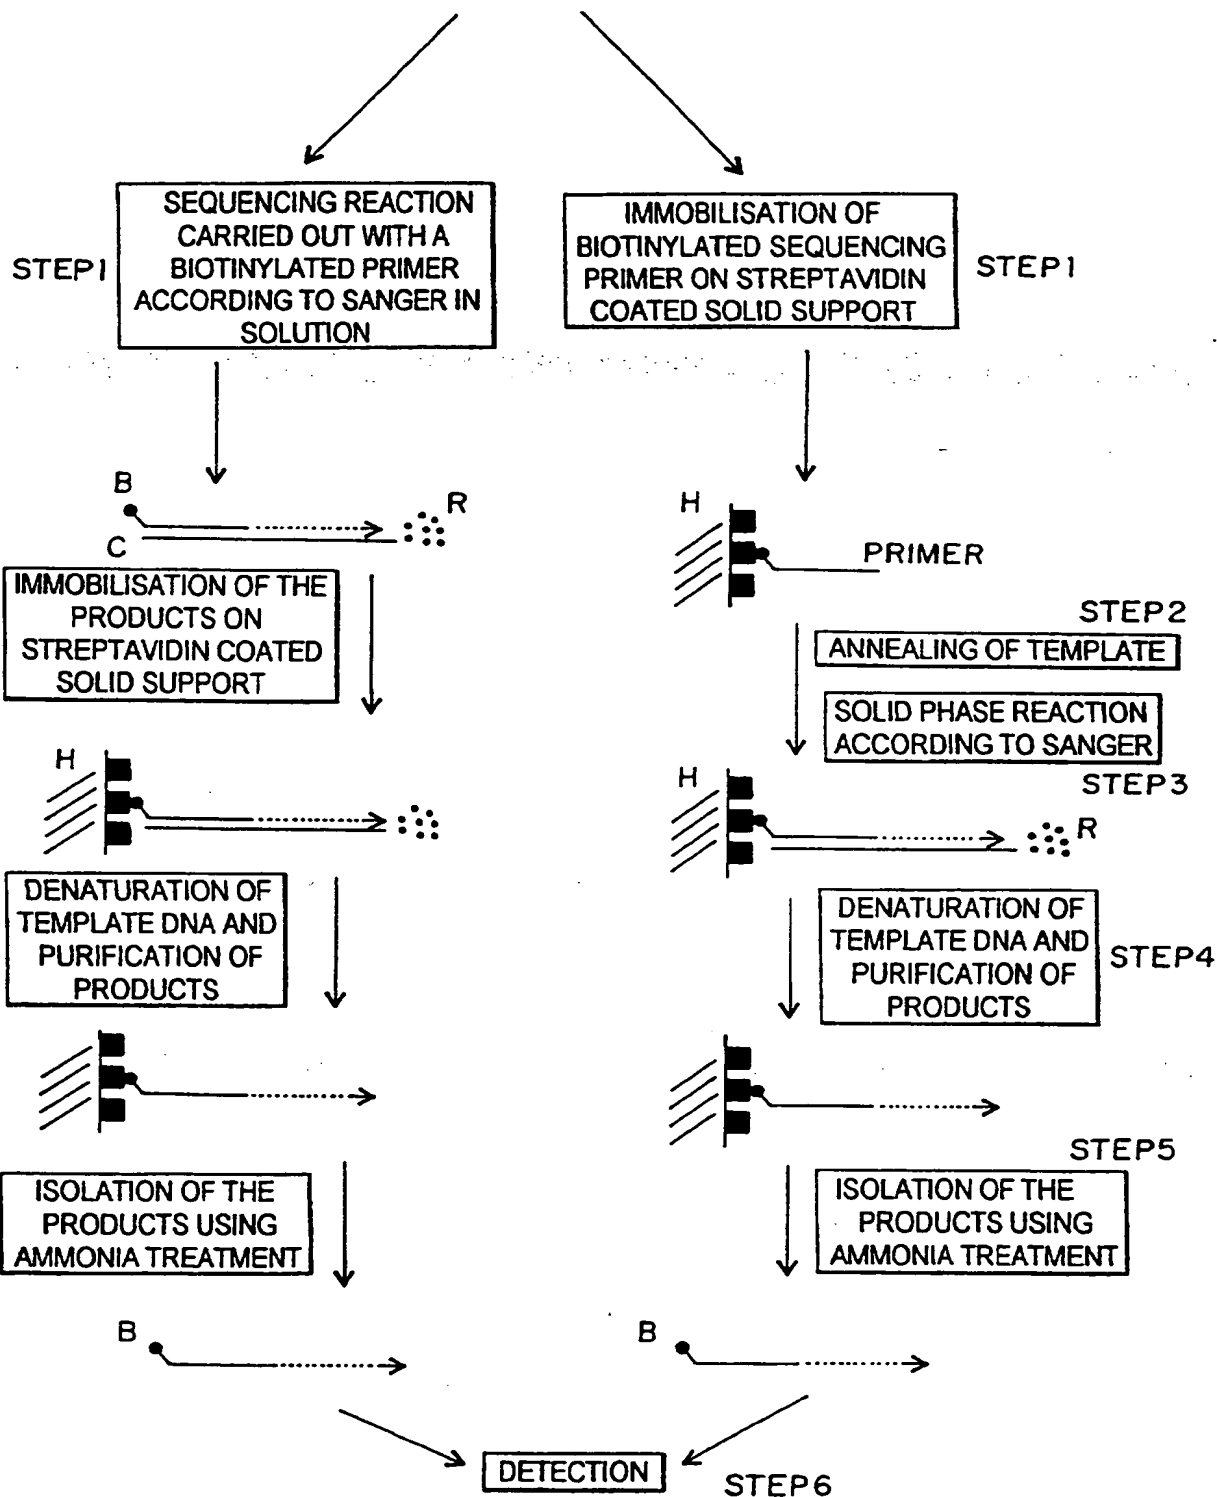 STEP1
SEQUENCING REACTION
CARRIED OUT WITH A
BIOTINYLATED PRIMER
ACCORDING TO SANGER IN
SOLUTION
IMMOBILISATION OF
BIOTINYLATED SEQUENCING
PRIMER ON STREPTAVIDIN
COATED SOLID SUPPORT
STEP1
B
R
C
IMMOBILISATION OF THE
PRODUCTS ON
STREPTAVIDIN COATED
SOLID SUPPORT
H
DENATURATION OF
TEMPLATE DNA AND
PURIFICATION OF
PRODUCTS
ISOLATION OF THE
PRODUCTS USING
AMMONIA TREATMENT
B
H
PRIMER
STEP2
ANNEALING OF TEMPLATE
SOLID PHASE REACTION
ACCORDING TO SANGER
STEP3
H
R
DENATURATION OF
TEMPLATE DNA AND
PURIFICATION OF
PRODUCTS
STEP4
STEP5
ISOLATION OF THE
PRODUCTS USING
AMMONIA TREATMENT
B
DETECTION
STEP6